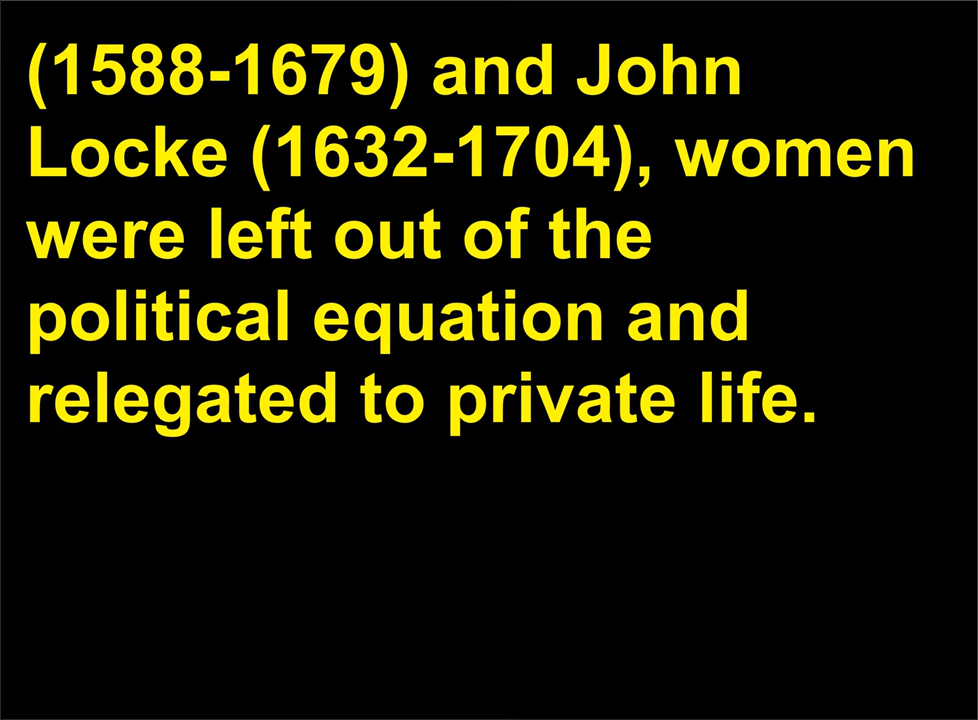 (1588-1679) and John
Locke (1632-1704), women
were left out of the
political equation and
relegated to private life.